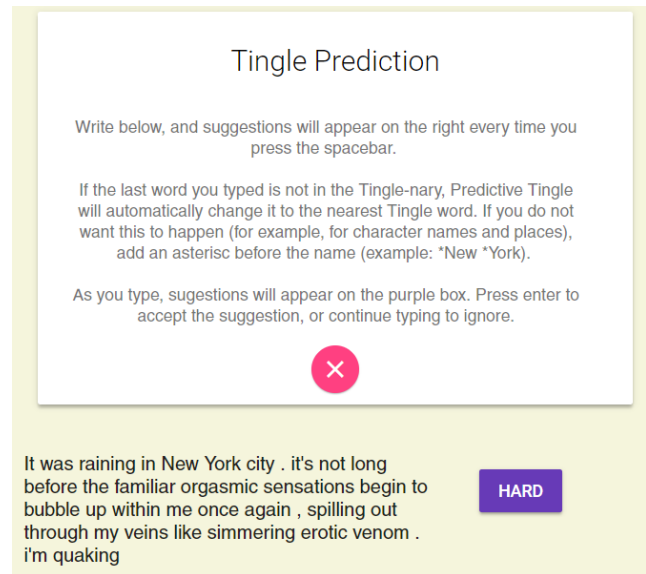 Tingle Prediction
Write below, and suggestions will appear on the right every time you
press the spacebar.
If the last word you typed is not in the Tingle-nary, Predictive Tingle
will automatically change it to the nearest Tingle word. If you do not
want this to happen (for example, for character names and places),
add an asterisc before the name (example: *New *York).
As you type, sugestions will appear on the purple box. Press enter to
accept the suggestion, or continue typing to ignore.
It was raining in New York city . it's not long
before the familiar orgasmic sensations begin to
bubble up within me once again , spilling out
through my veins like simmering erotic venom .
i'm quaking
HARD